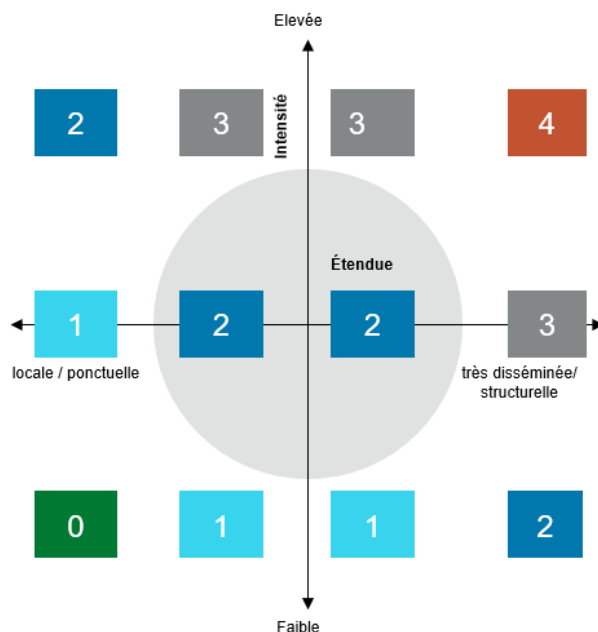 Elevée
2
3
Intensité
3
4
Étendue
1
2
2
3
locale / ponctuelle
très disséminée/
structurelle
0
1
1
2
Faible